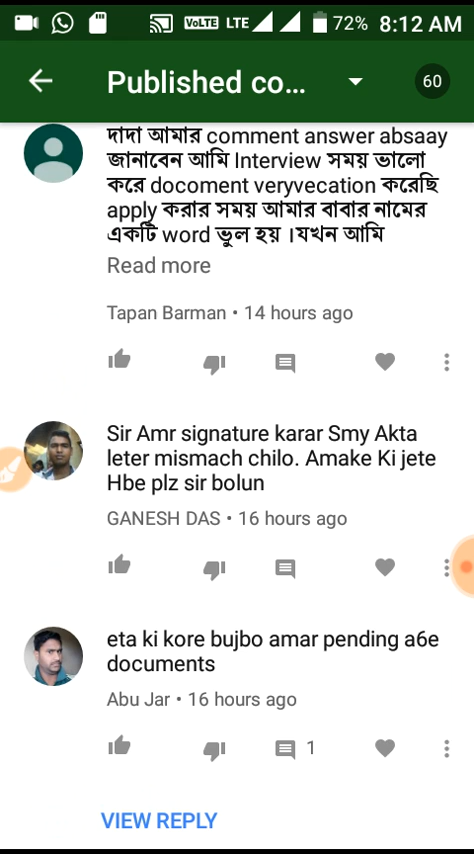 VoLTE LTE 72% 8:12 AM
Published co... 60
দাদা আমার comment answer absaay
জানাবেন আমি Interview সময় ভালো
করে docoment veryvecation করেছি
apply করার সময় আমার বাবার নামের
একটি word ভুল হয় ।যখন আমি
Read more
Tapan Barman • 14 hours ago
Sir Amr signature karar Smy Akta
leter mismach chilo. Amake Ki jete
Hbe plz sir bolun
GANESH DAS • 16 hours ago
eta ki kore bujbo amar pending a6e
documents
Abu Jar • 16 hours ago
1
VIEW REPLY